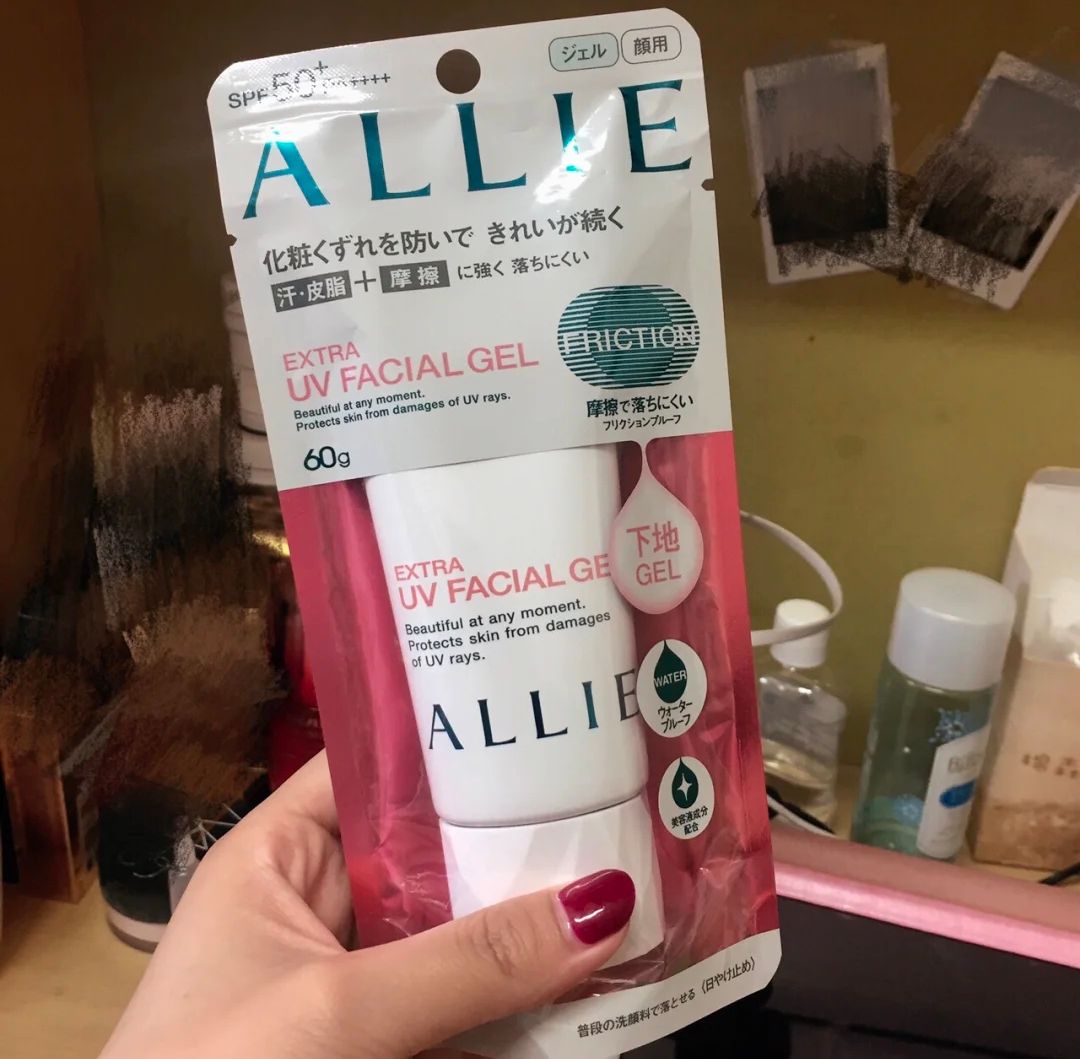 SPF50+ PA++++
ジェル
顔用
ALLIE
化粧くずれを防いで きれいが続く
汗・皮脂+摩擦 に強く 落ちにくい
EXTRA
UV FACIAL GEL
Beautiful at any moment.
Protects skin from damages of UV rays.
60g
FRICTION
摩擦で落ちにくい
フリクションプルーフ
下地
GEL
EXTRA
UV FACIAL GE
Beautiful at any moment.
Protects skin from damages
of UV rays.
ALLIE
WATER
ウォーター
プルーフ
美容液成分
配合
普段の洗顔料で落とせる 〈日やけ止め〉